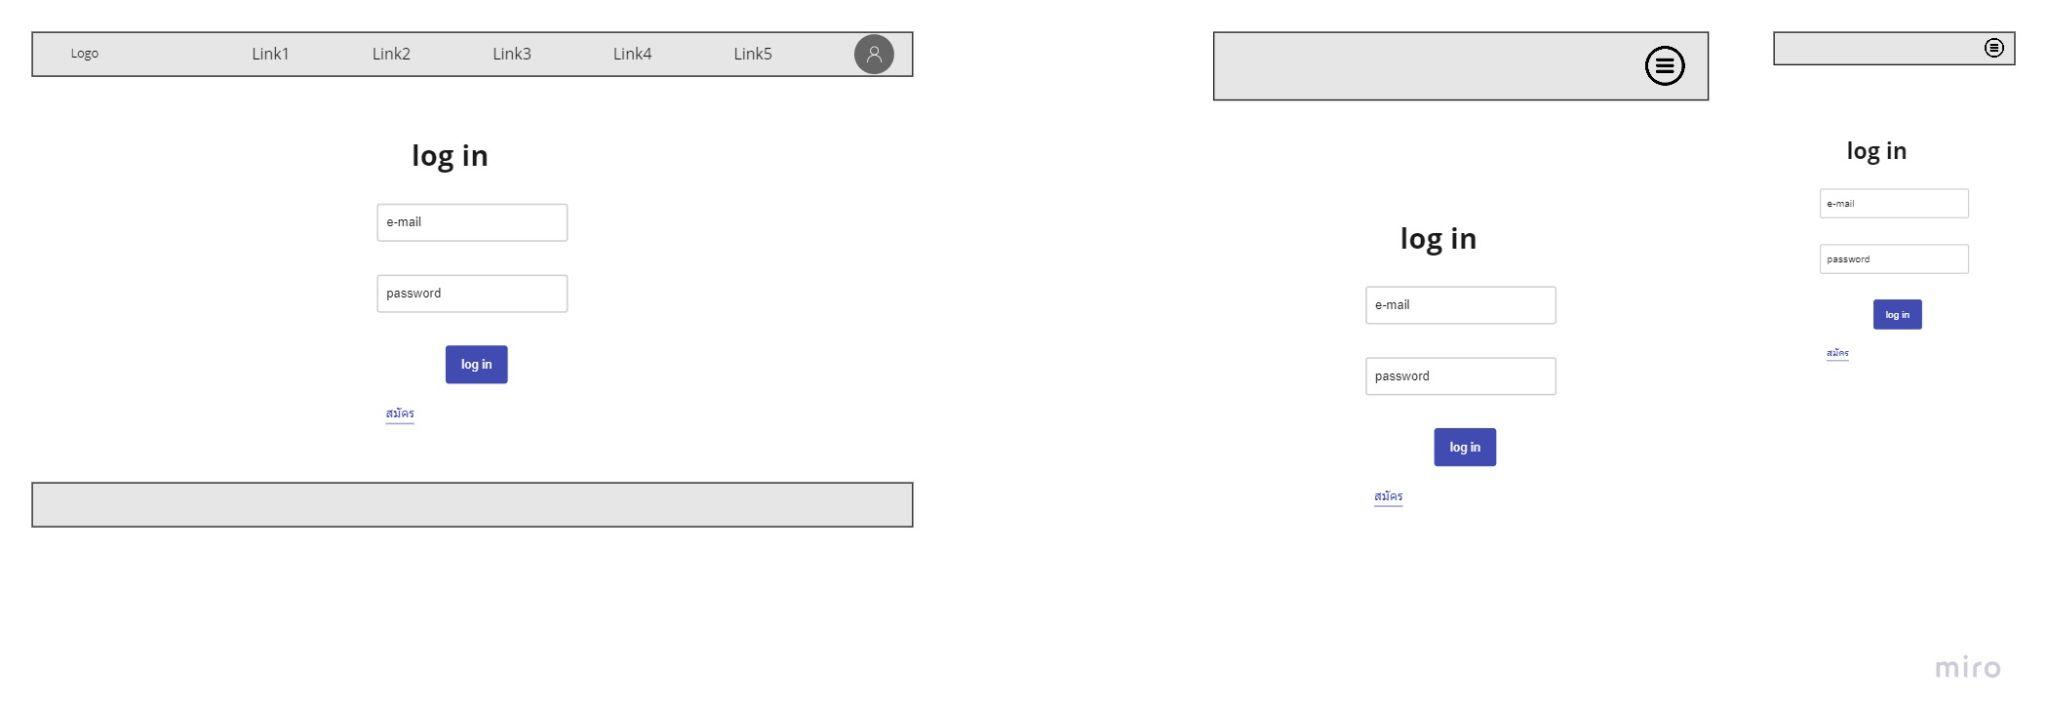 Logo Link1 Link2 Link3 Link4 Link5
log in
e-mail
password
log in
สมัคร
log in
e-mail
password
log in
สมัคร
log in
e-mail
password
log in
สมัคร
miro